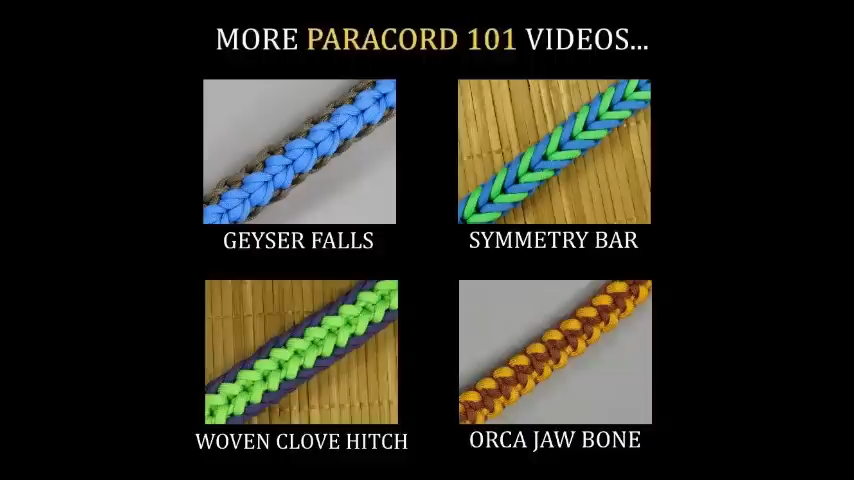 MORE PARACORD 101 VIDEOS...
GEYSER FALLS
SYMMETRY BAR
WOVEN CLOVE HITCH
ORCA JAW BONE